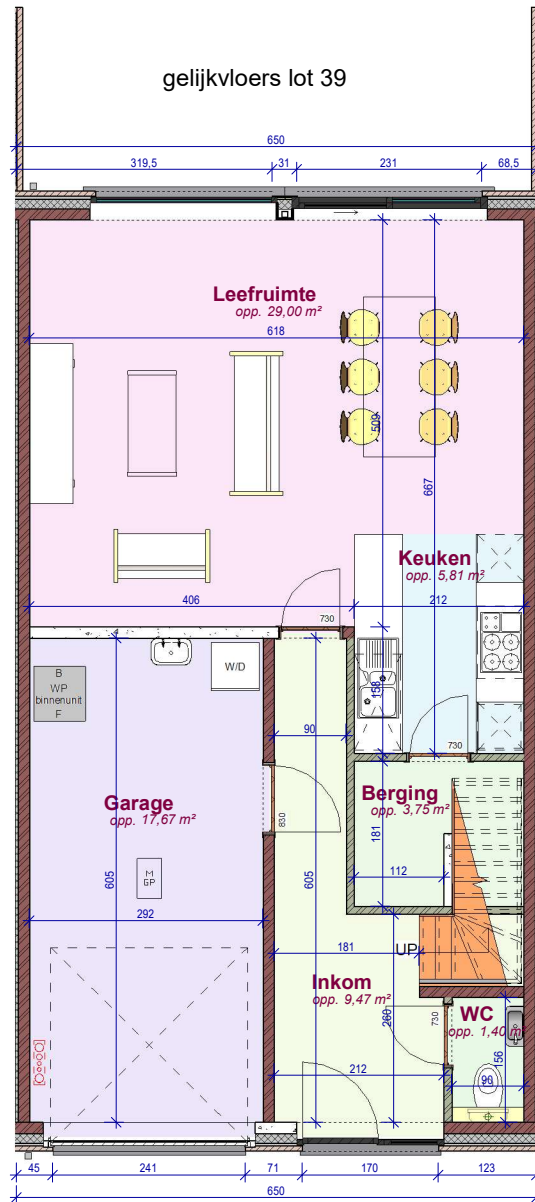 gelijkvloers lot 39
650
319,5
31
231
68,5
Leefruimte
opp. 29,00 m²
618
509
667
Keuken
opp. 5,81 m²
406
212
730
W/D
B
WP
binnenunit
F
158
90
730
Garage
opp. 17,67 m²
Berging
opp. 3,75 m²
830
M
GP
181
112
605
605
292
181
UP
Inkom
opp. 9,47 m²
260
730
WC
opp. 1,40 m²
156
90
212
45
241
71
170
123
650